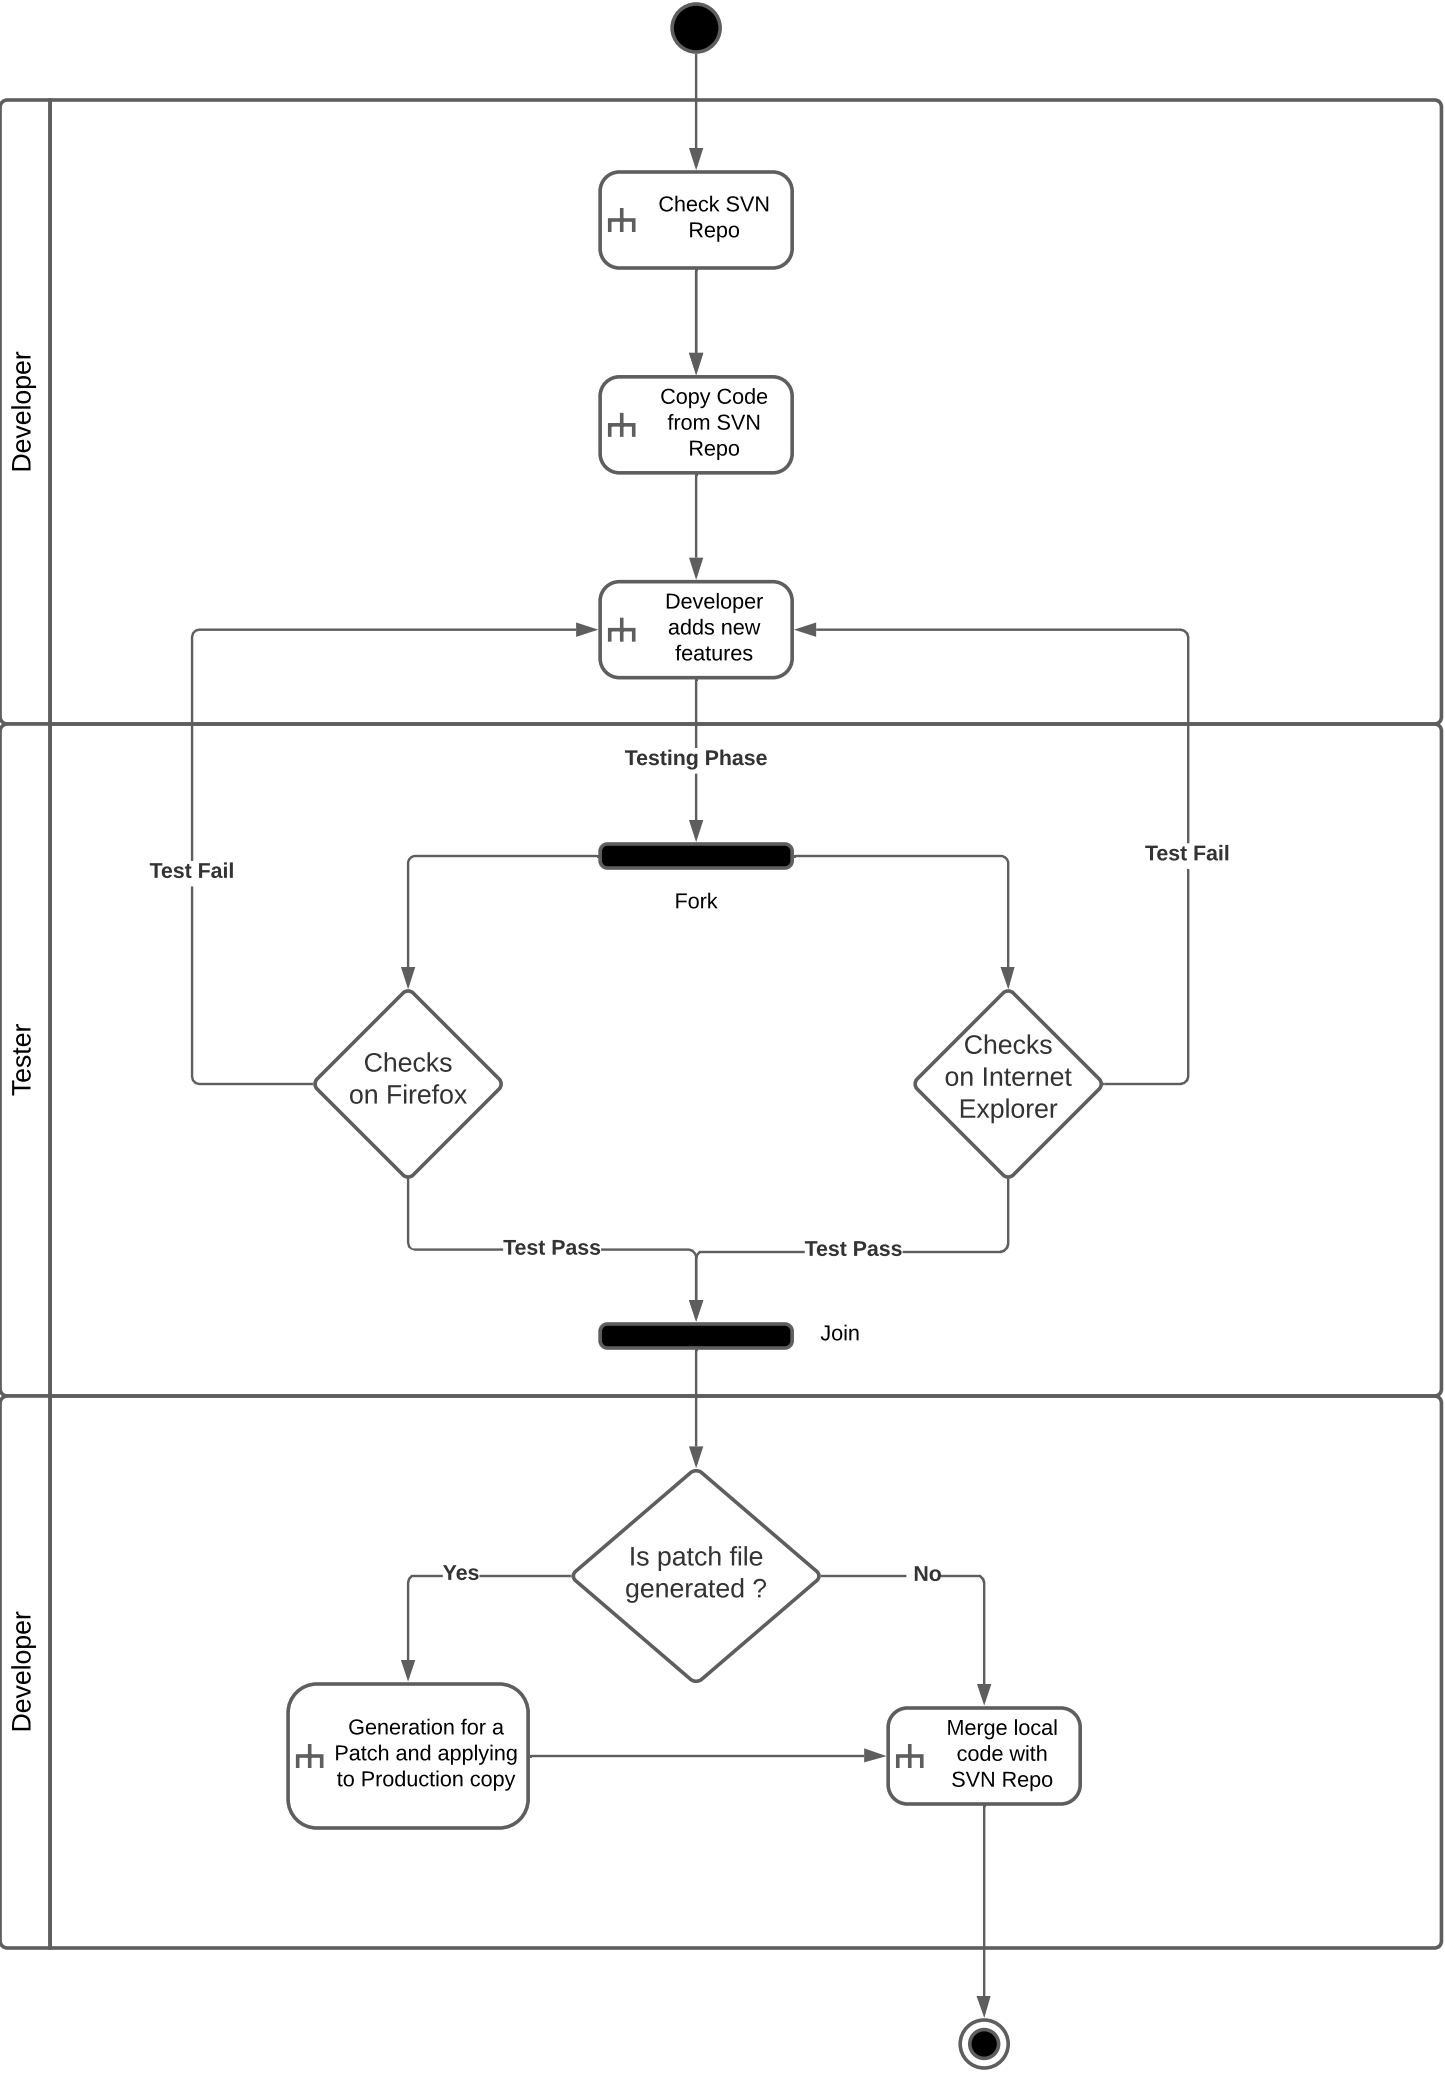 Developer
Check SVN
Repo
Copy Code
from SVN
Repo
Developer
adds new
features
Tester
Testing Phase
Test Fail
Test Fail
Fork
Checks
on Firefox
Checks
on Internet
Explorer
Test Pass
Test Pass
Join
Developer
Is patch file
generated ?
Yes
No
Generation for a
Patch and applying
to Production copy
Merge local
code with
SVN Repo